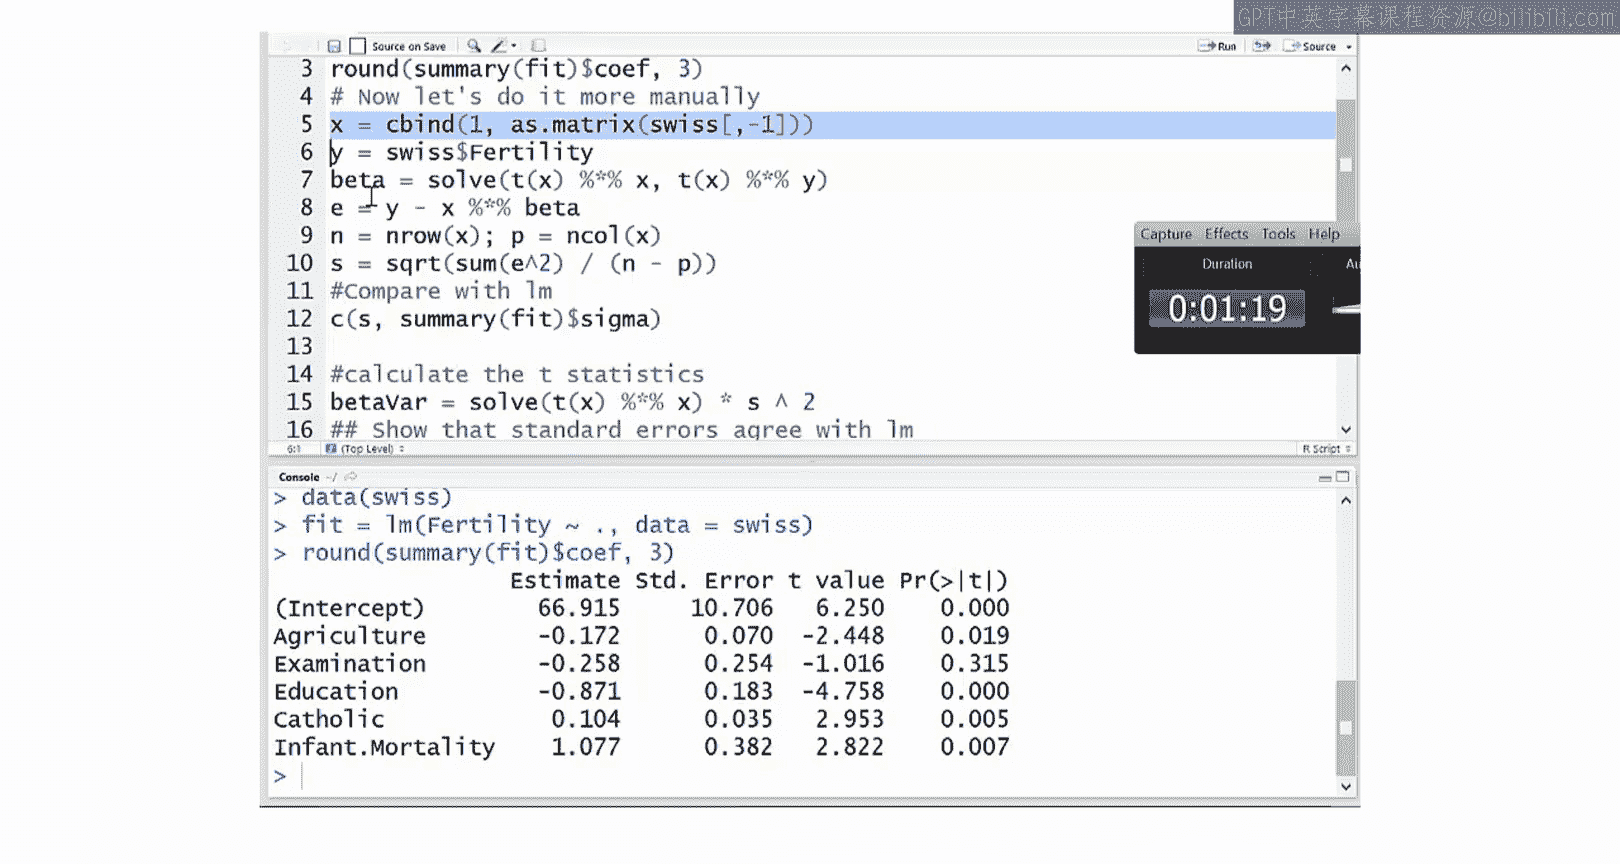 GPT中英字幕课程资源@bilibili.com
Source on Save
Run
Source
3 round(summary(fit)$coef, 3)
4 # Now let's do it more manually
5 x = cbind(1, as.matrix(swiss[,-1]))
6 y = swiss$Fertility
7 beta = solve(t(x) %*% x, t(x) %*% y)
8 e = y - x %*% beta
9 n = nrow(x); p = ncol(x)
10 s = sqrt(sum(e^2) / (n - p))
11 #Compare with lm
12 c(s, summary(fit)$sigma)
13
14 #calculate the t statistics
15 betaVar = solve(t(x) %*% x) * s ^ 2
16 ## Show that standard errors agree with lm
6:1 (Top Level) R Script
Capture Effects Tools Help
Duration Au
0:01:19
Console ~/
> data(swiss)
> fit = lm(Fertility ~ ., data = swiss)
> round(summary(fit)$coef, 3)
Estimate Std. Error t value Pr(>|t|)
(Intercept) 66.915 10.706 6.250 0.000
Agriculture -0.172 0.070 -2.448 0.019
Examination -0.258 0.254 -1.016 0.315
Education -0.871 0.183 -4.758 0.000
Catholic 0.104 0.035 2.953 0.005
Infant.Mortality 1.077 0.382 2.822 0.007
>